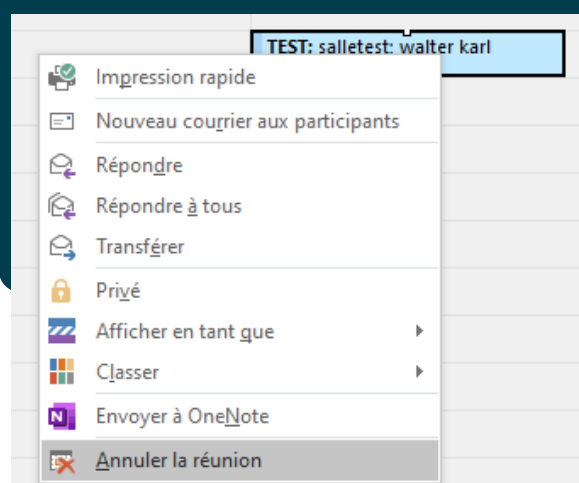 TEST: salletest; walter karl
Impression rapide
Nouveau courrier aux participants
Répondre
Répondre à tous
Transférer
Privé
Afficher en tant que
Classer
Envoyer à OneNote
Annuler la réunion